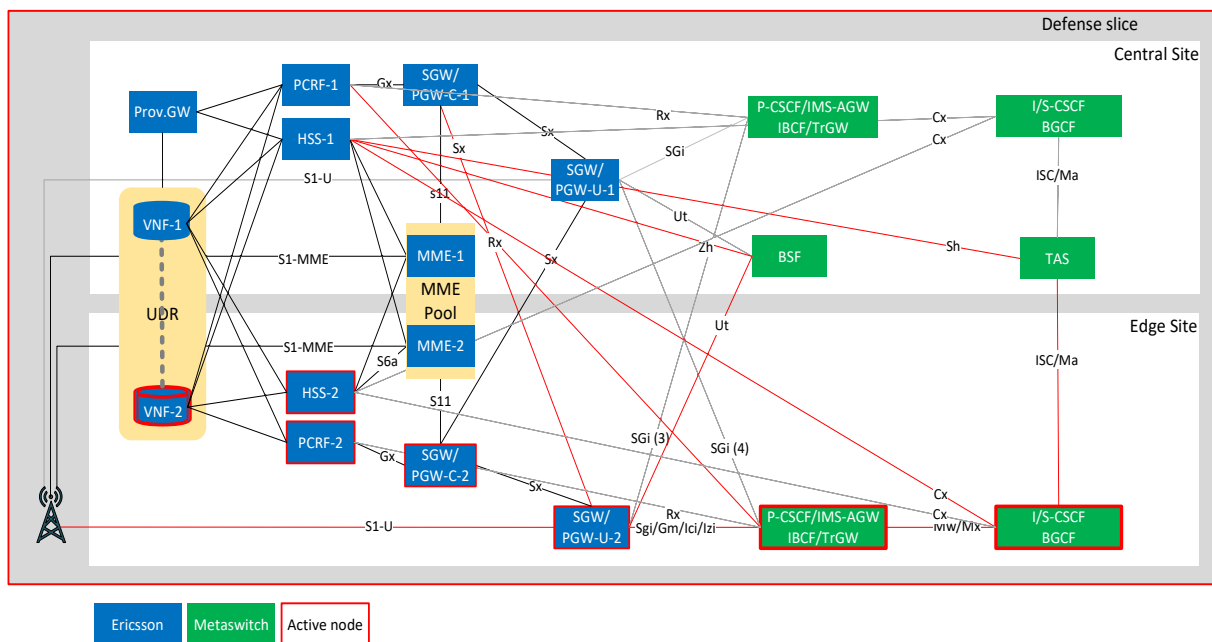 Defense slice
Central Site
PCRF-1
Gx
SGW/
PGW-C-1
Prov.GW
P-CSCF/IMS-AGW
IBCF/TrGW
I/S-CSCF
BGCF
Rx
Cx
HSS-1
Sx
Sx
Cx
SGi
S1-U
SGW/
PGW-U-1
s11
ISC/Ma
VNF-1
Ut
Rx
Zh
Sh
S1-MME
MME-1
Sx
BSF
TAS
MME
Pool
UDR
Edge Site
Ut
S1-MME
MME-2
S6a
ISC/Ma
HSS-2
S11
VNF-2
PCRF-2
SGi (3)
SGi (4)
Gx
SGW/
PGW-C-2
Sx
Cx
Rx
Cx
S1-U
SGW/
PGW-U-2
Sgi/Gm/Ici/Izi
P-CSCF/IMS-AGW
IBCF/TrGW
Mw/Mx
I/S-CSCF
BGCF
Ericsson
Metaswitch
Active node